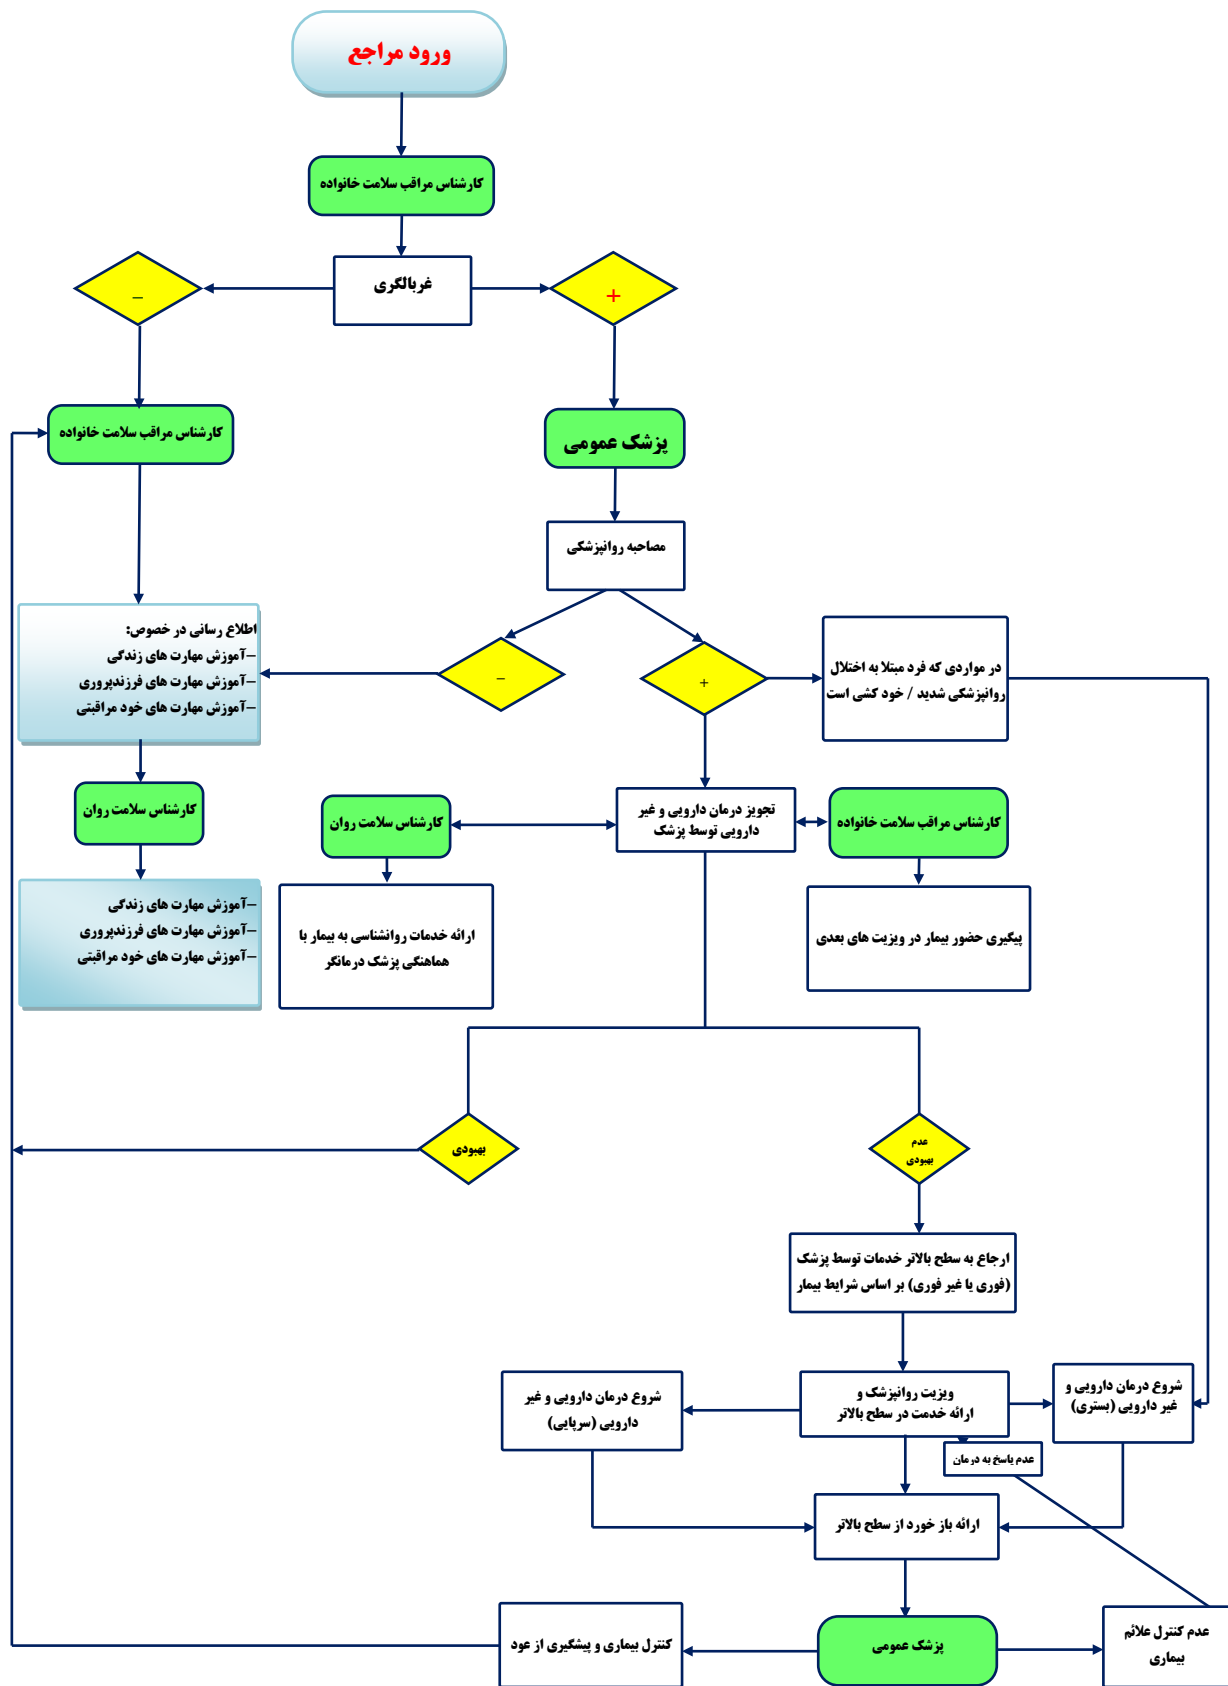 ورود مراجع
کارشناس مراقب سلامت خانواده
غربالگری
–
+
کارشناس مراقب سلامت خانواده
پزشک عمومی
مصاحبه روانپزشکی
اطلاع رسانی در خصوص:
–آموزش مهارت های زندگی
–آموزش مهارت های فرزندپروری
–آموزش مهارت های خود مراقبتی
–
+
در مواردی که فرد مبتلا به اختلال
روانپزشکی شدید / خود کشی است
کارشناس سلامت روان
کارشناس سلامت روان
تجویز درمان دارویی و غیر
دارویی توسط پزشک
کارشناس مراقب سلامت خانواده
–آموزش مهارت های زندگی
–آموزش مهارت های فرزندپروری
–آموزش مهارت های خود مراقبتی
ارائه خدمات روانشناسی به بیمار با
هماهنگی پزشک درمانگر
پیگیری حضور بیمار در ویزیت های بعدی
بهبودی
عدم
بهبودی
ارجاع به سطح بالاتر خدمات توسط پزشک
(فوری یا غیر فوری) بر اساس شرایط بیمار
شروع درمان دارویی و غیر
دارویی (سرپایی)
ویزیت روانپزشک و
ارائه خدمت در سطح بالاتر
شروع درمان دارویی و
غیر دارویی (بستری)
عدم پاسخ به درمان
ارائه باز خورد از سطح بالاتر
کنترل بیماری و پیشگیری از عود
پزشک عمومی
عدم کنترل علائم
بیماری